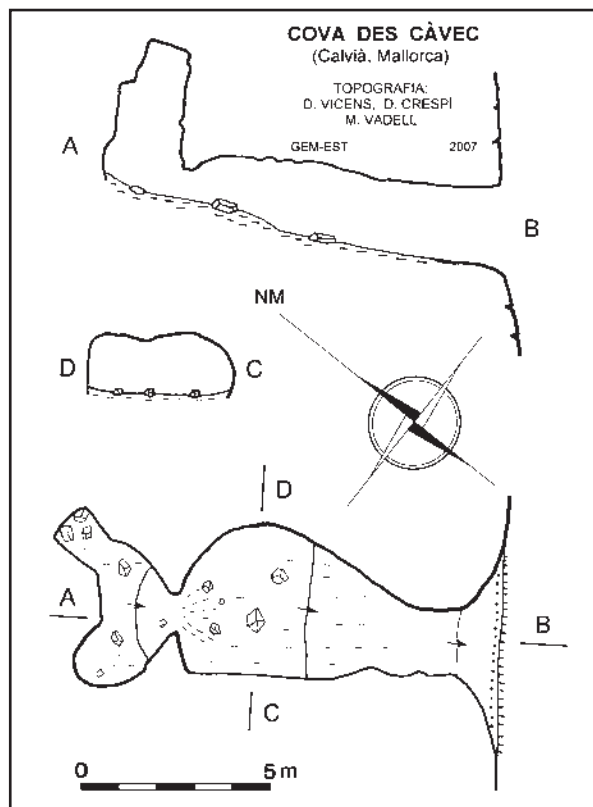 COVA DES CÀVEC
(Calvià, Mallorca)
TOPOGRAFIA:
D. VICENS, D. CRESPÍ
M. VADELL
GEM-EST 2007
A
B
NM
D C
D
A
B
C
0 5 m